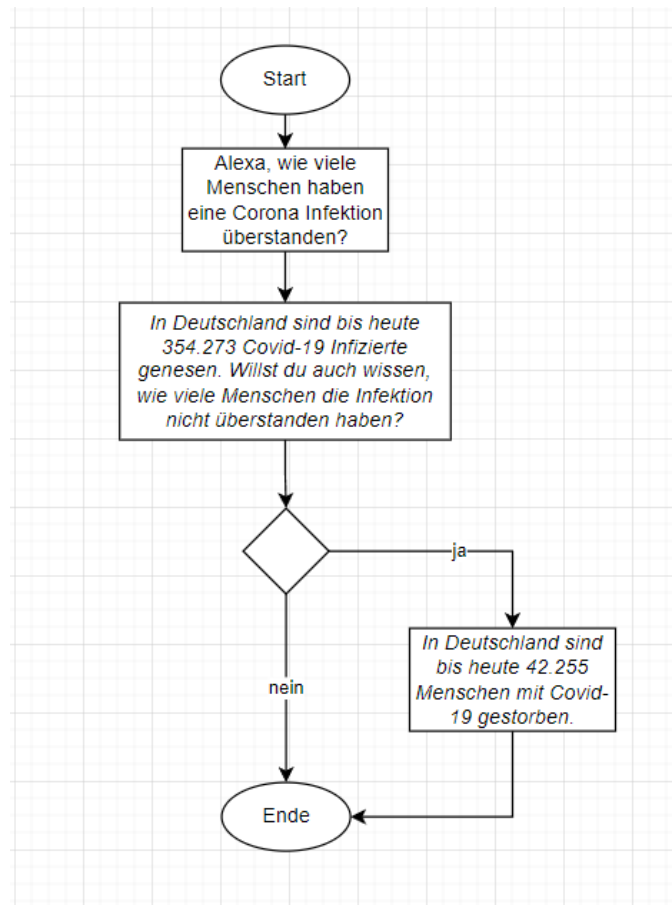 Start
Alexa, wie viele
Menschen haben
eine Corona Infektion
überstanden?
In Deutschland sind bis heute
354.273 Covid-19 Infizierte
genesen. Willst du auch wissen,
wie viele Menschen die Infektion
nicht überstanden haben?
ja
In Deutschland sind
bis heute 42.255
Menschen mit Covid-
19 gestorben.
nein
Ende